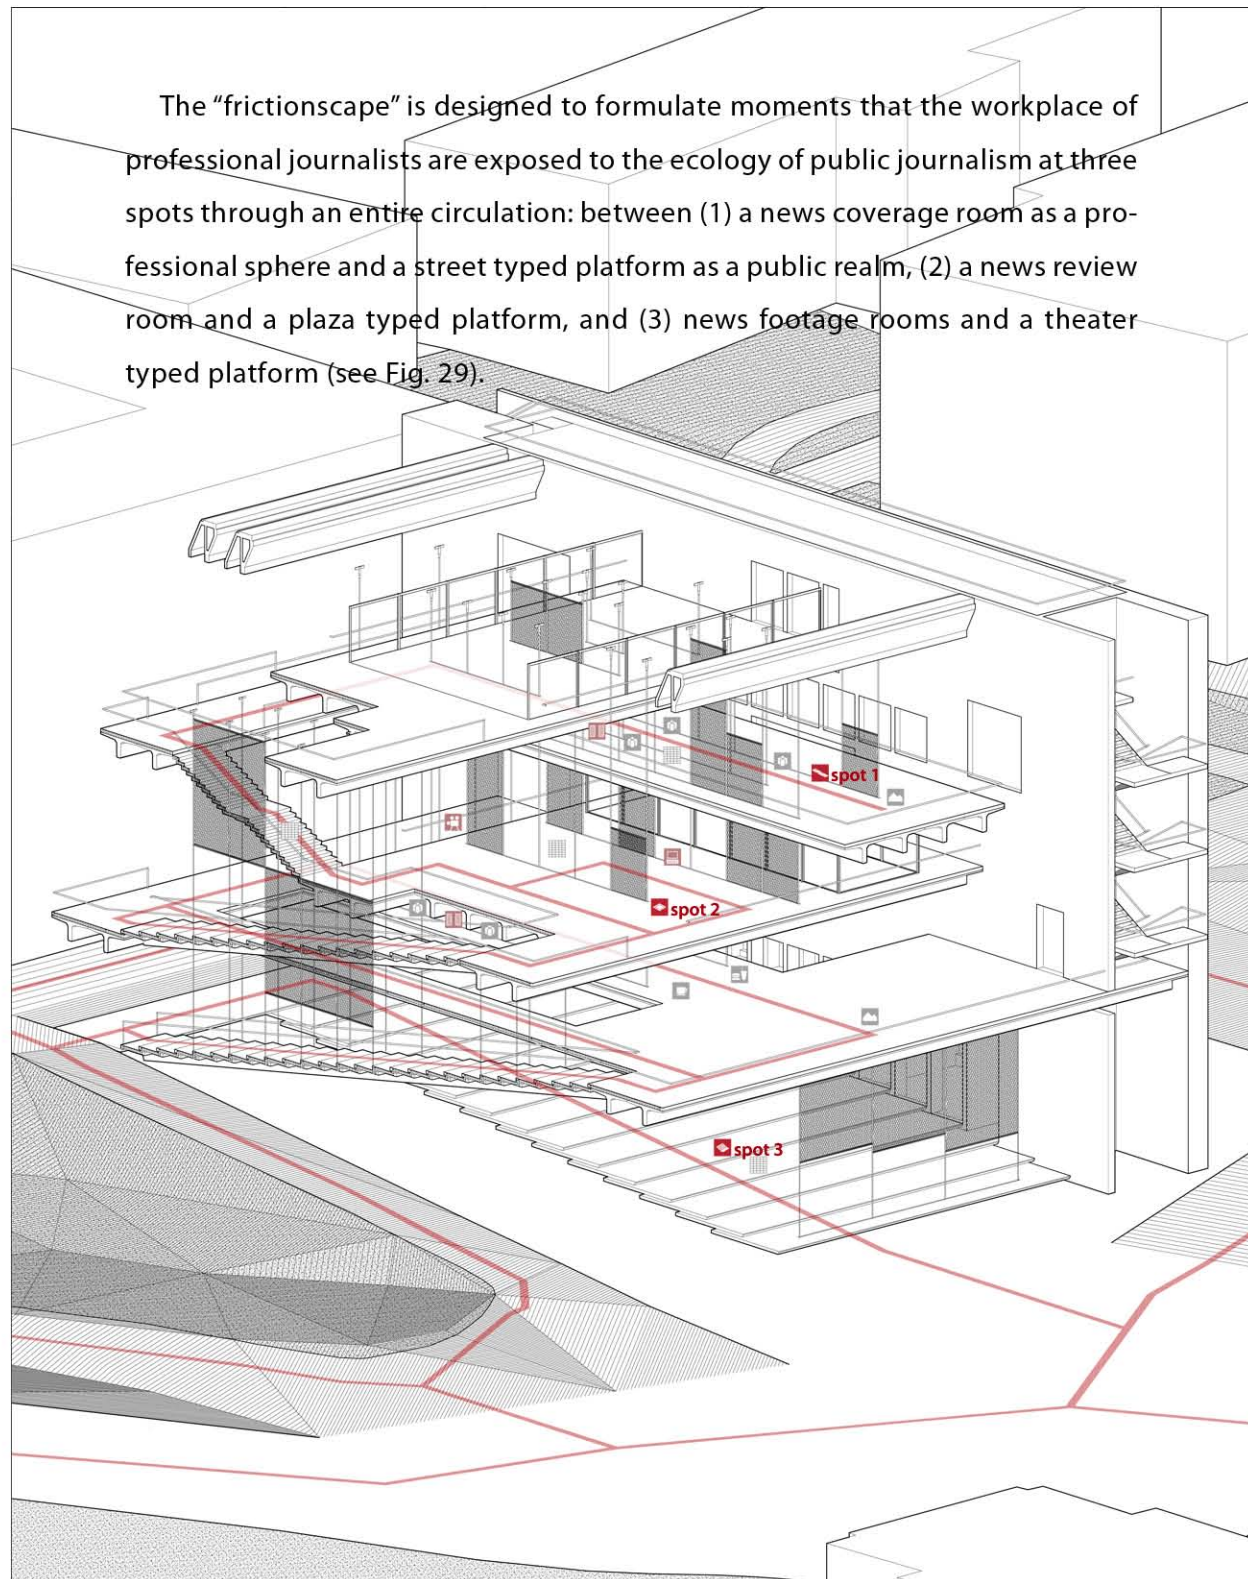 The “frictionscape” is designed to formulate moments that the workplace of
professional journalists are exposed to the ecology of public journalism at three
spots through an entire circulation: between (1) a news coverage room as a pro-
fessional sphere and a street typed platform as a public realm, (2) a news review
room and a plaza typed platform, and (3) news footage rooms and a theater
typed platform (see Fig. 29).
spot 1
spot 2
spot 3